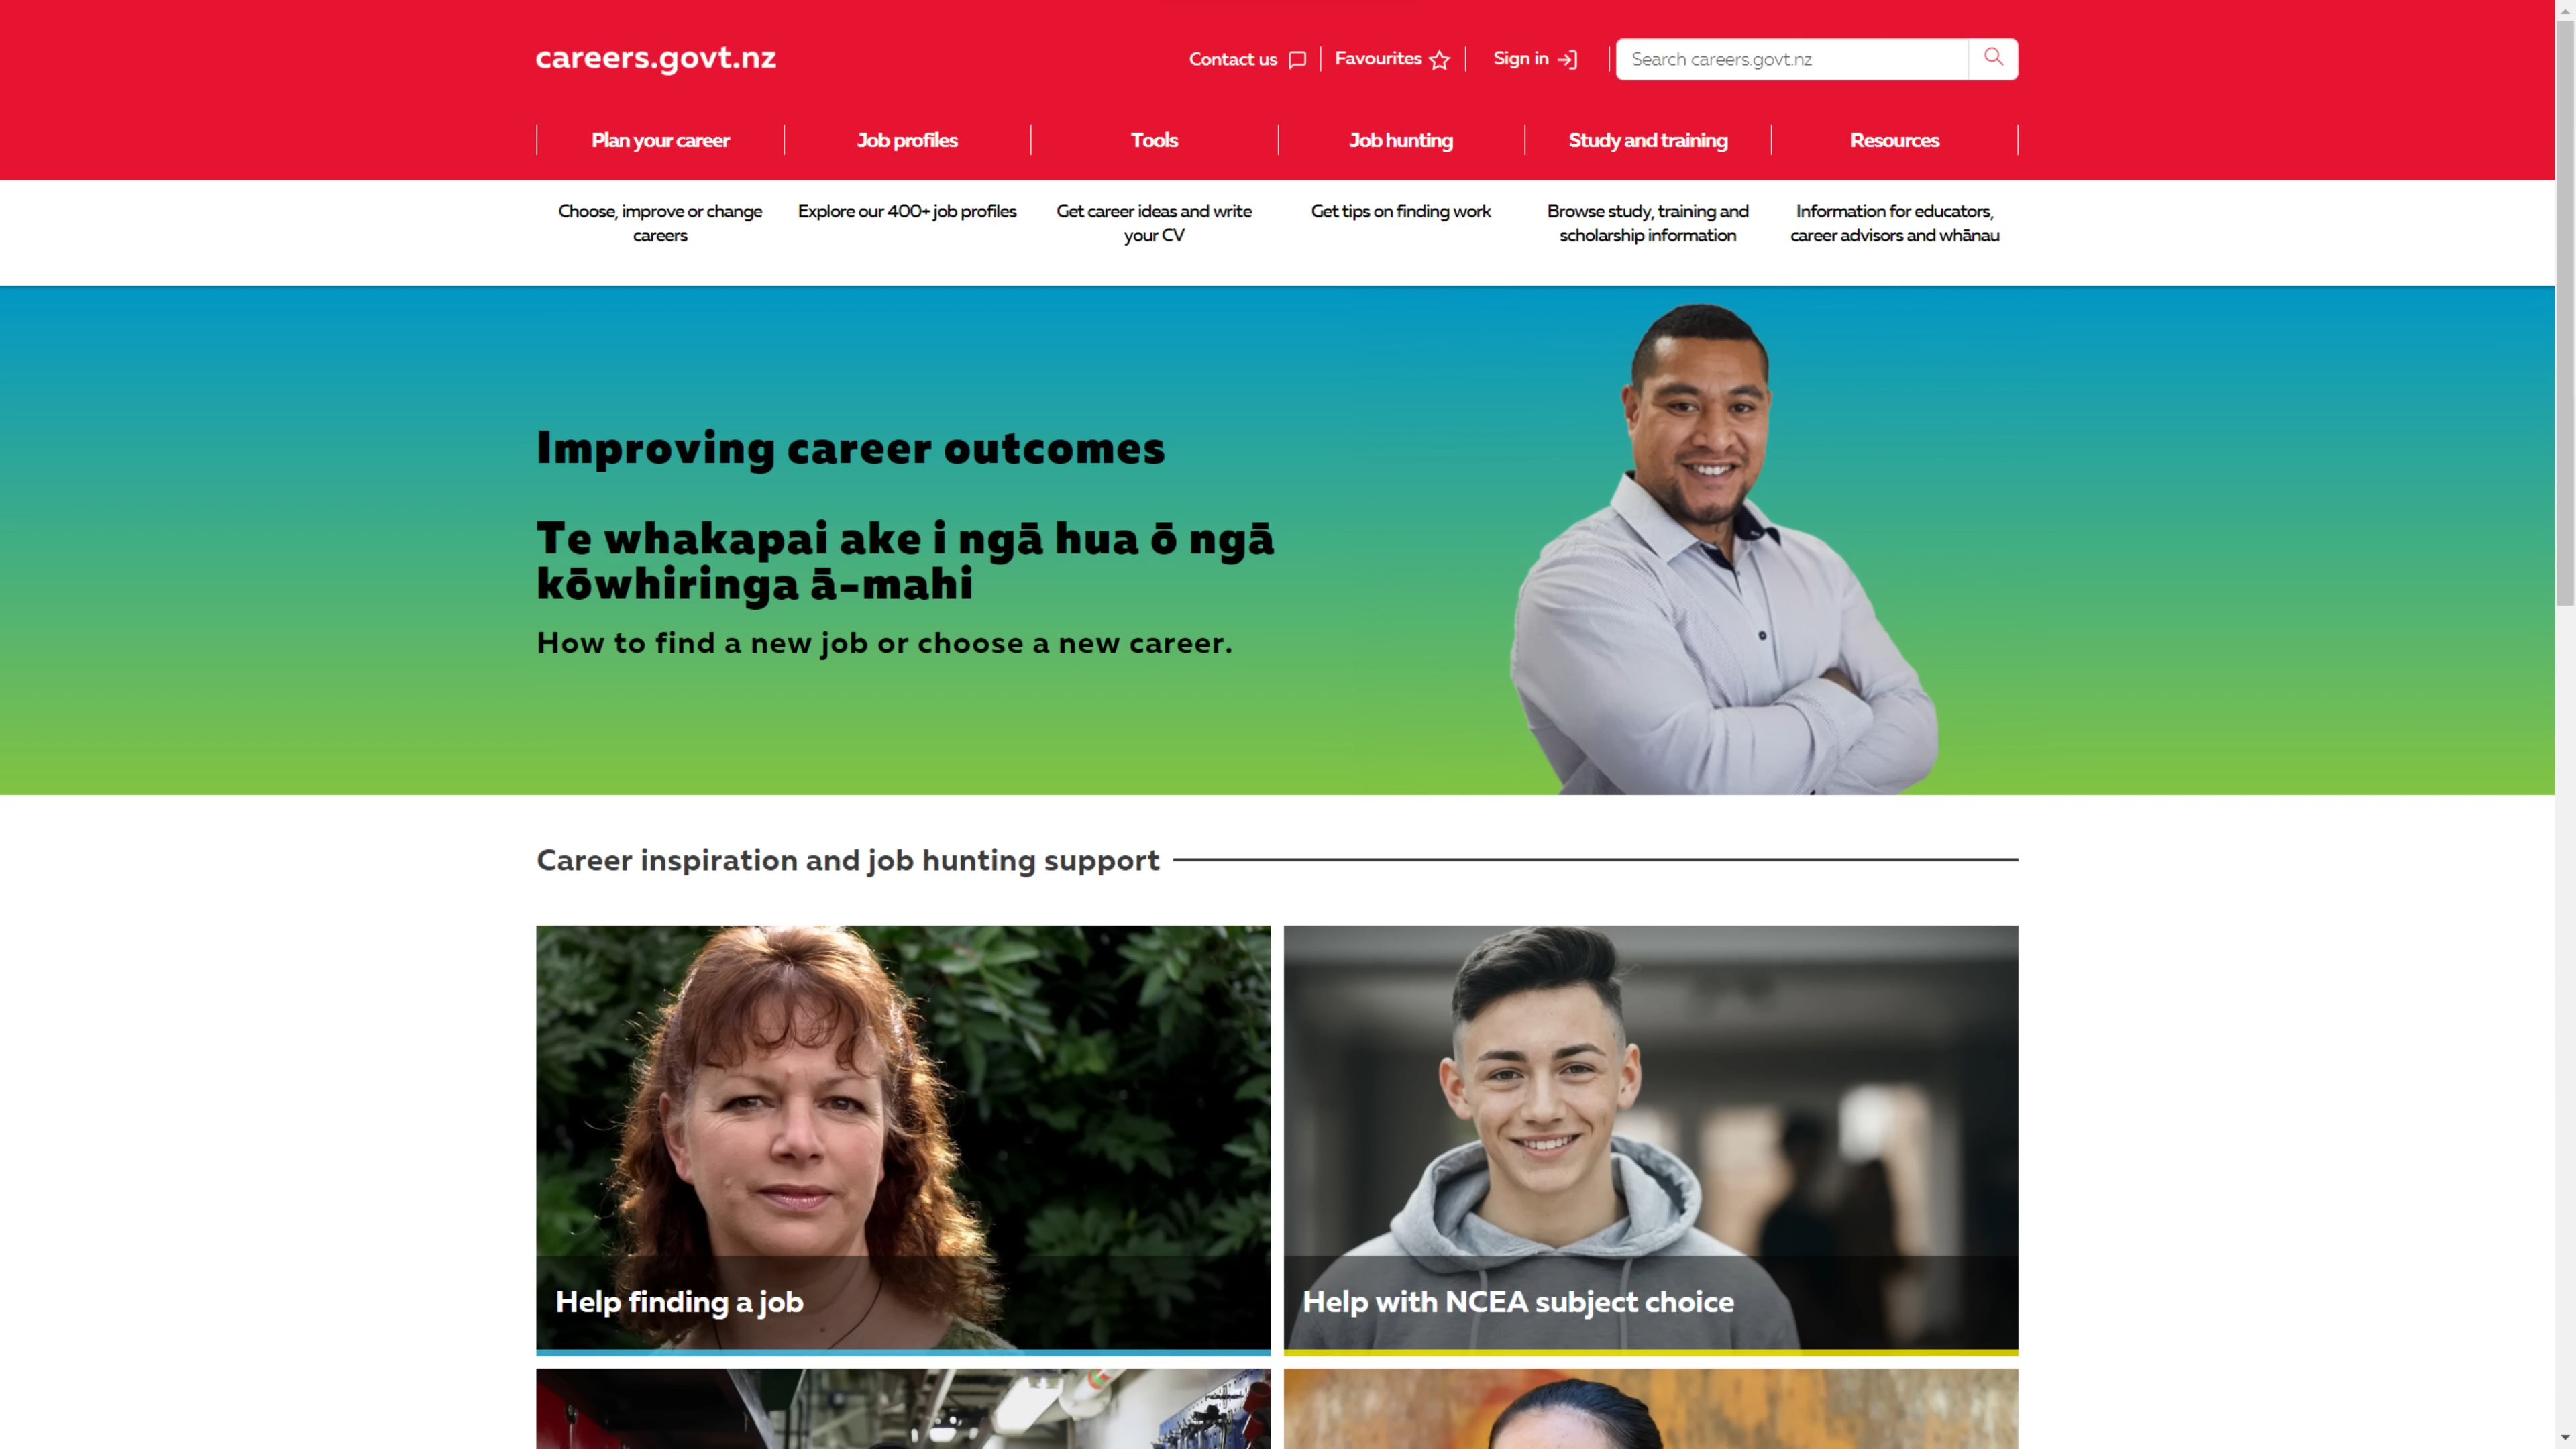 careers.govt.nz
Contact us
Favourites
Sign in
Search careers.govt.nz
Plan your career
Job profiles
Tools
Job hunting
Study and training
Resources
Choose, improve or change
careers
Explore our 400+ job profiles
Get career ideas and write
your CV
Get tips on finding work
Browse study, training and
scholarship information
Information for educators,
career advisors and whānau
Improving career outcomes
Te whakapai ake i ngā hua ō ngā
kōwhiringa ā-mahi
How to find a new job or choose a new career.
Career inspiration and job hunting support
Help finding a job
Help with NCEA subject choice